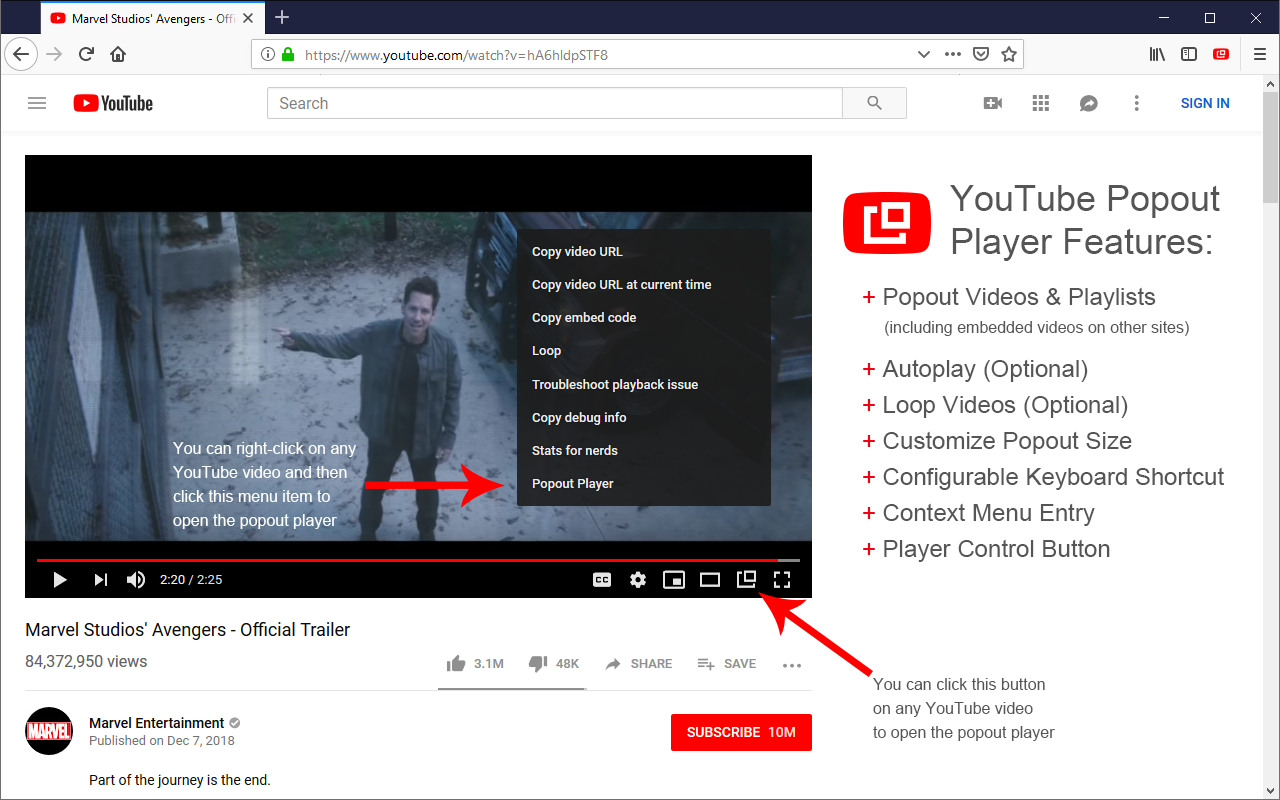 Marvel Studios' Avengers - Offi
https://www.youtube.com/watch?v=hA6hldpSTF8
YouTube
Search
SIGN IN
Copy video URL
Copy video URL at current time
Copy embed code
Loop
Troubleshoot playback issue
Copy debug info
Stats for nerds
Popout Player
You can right-click on any
YouTube video and then
click this menu item to
open the popout player
2:20 / 2:25
CC
Marvel Studios' Avengers - Official Trailer
84,372,950 views
3.1M
48K
SHARE
SAVE
MARVEL
Marvel Entertainment
Published on Dec 7, 2018
SUBSCRIBE 10M
Part of the journey is the end.
YouTube Popout
Player Features:
+ Popout Videos & Playlists
(including embedded videos on other sites)
+ Autoplay (Optional)
+ Loop Videos (Optional)
+ Customize Popout Size
+ Configurable Keyboard Shortcut
+ Context Menu Entry
+ Player Control Button
You can click this button
on any YouTube video
to open the popout player